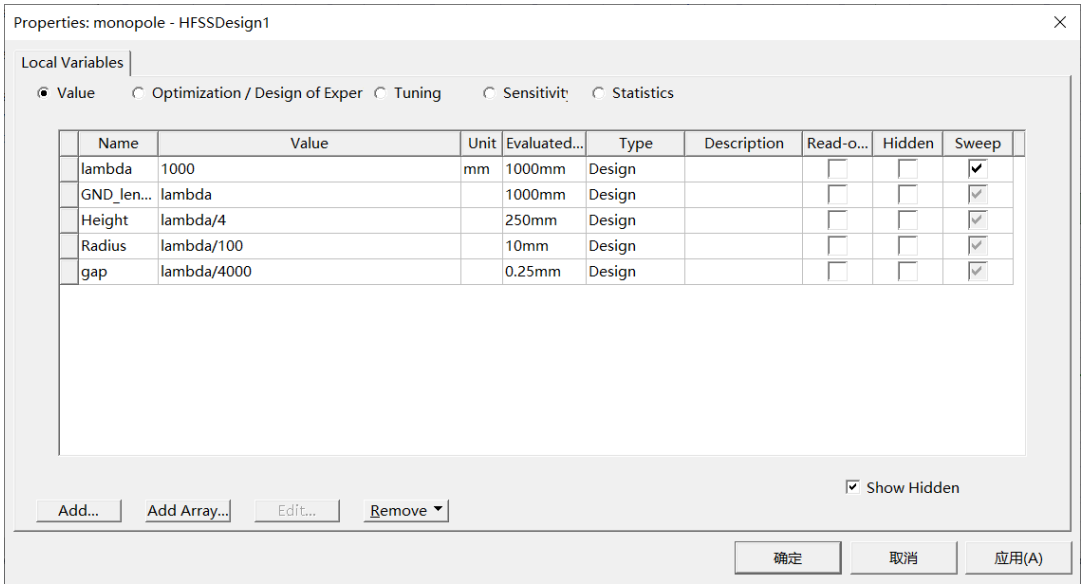 Properties: monopole - HFSSDesign1
Local Variables
Value Optimization / Design of Exper Tuning Sensitivity Statistics
Name Value Unit Evaluated... Type Description Read-o... Hidden Sweep
lambda 1000 mm 1000mm Design
GND_len... lambda 1000mm Design
Height lambda/4 250mm Design
Radius lambda/100 10mm Design
gap lambda/4000 0.25mm Design
Show Hidden
Add... Add Array... Edit... Remove
确定 取消 应用(A)